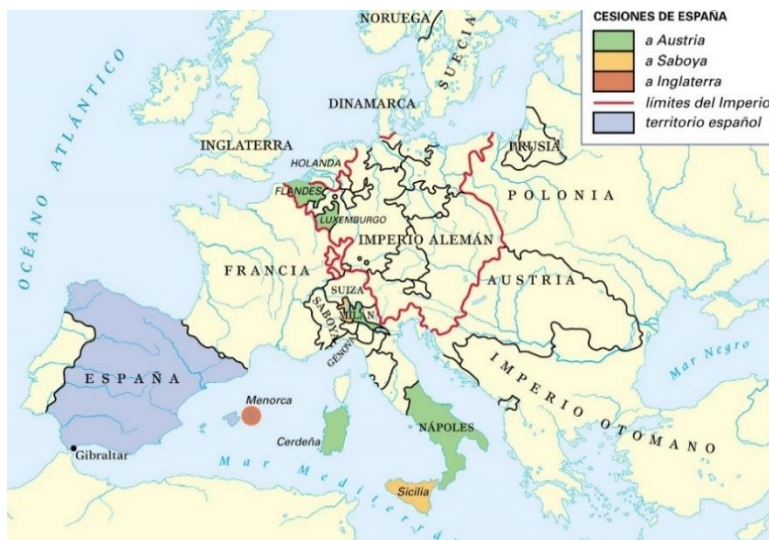 CESIONES DE ESPAÑA
a Austria
a Saboya
a Inglaterra
límites del Imperio
territorio español
NORUEGA
SUECIA
DINAMARCA
OCÉANO ATLÁNTICO
INGLATERRA
HOLANDA
PRUSIA
FLANDES
POLONIA
LUXEMBURGO
IMPERIO ALEMÁN
FRANCIA
AUSTRIA
SUIZA
SABOYA
MILÁN
GÉNOVA
Mar Negro
ESPAÑA
IMPERIO OTOMANO
Menorca
NÁPOLES
Cerdeña
Gibraltar
Mar Mediterrá
Sicilia